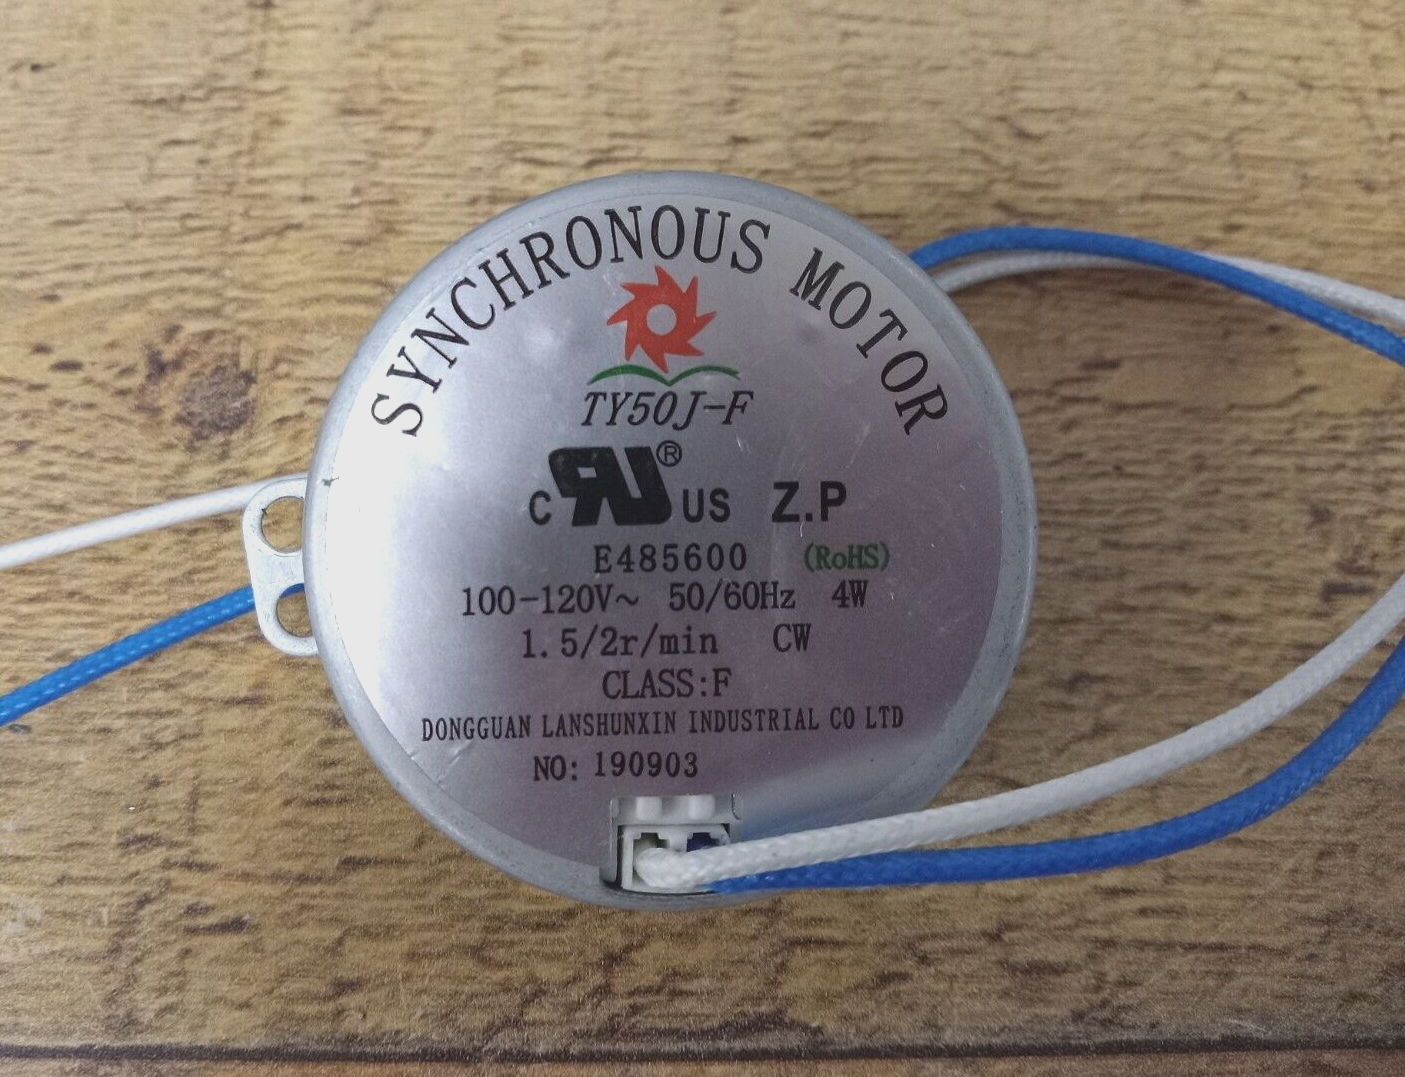 SYNCHRONOUS MOTOR
TY50J-F
c RU® US Z.P
E485600 (RoHS)
100-120V~ 50/60Hz 4W
1.5/2r/min CW
CLASS:F
DONGGUAN LANSHUNXIN INDUSTRIAL CO LTD
NO: 190903